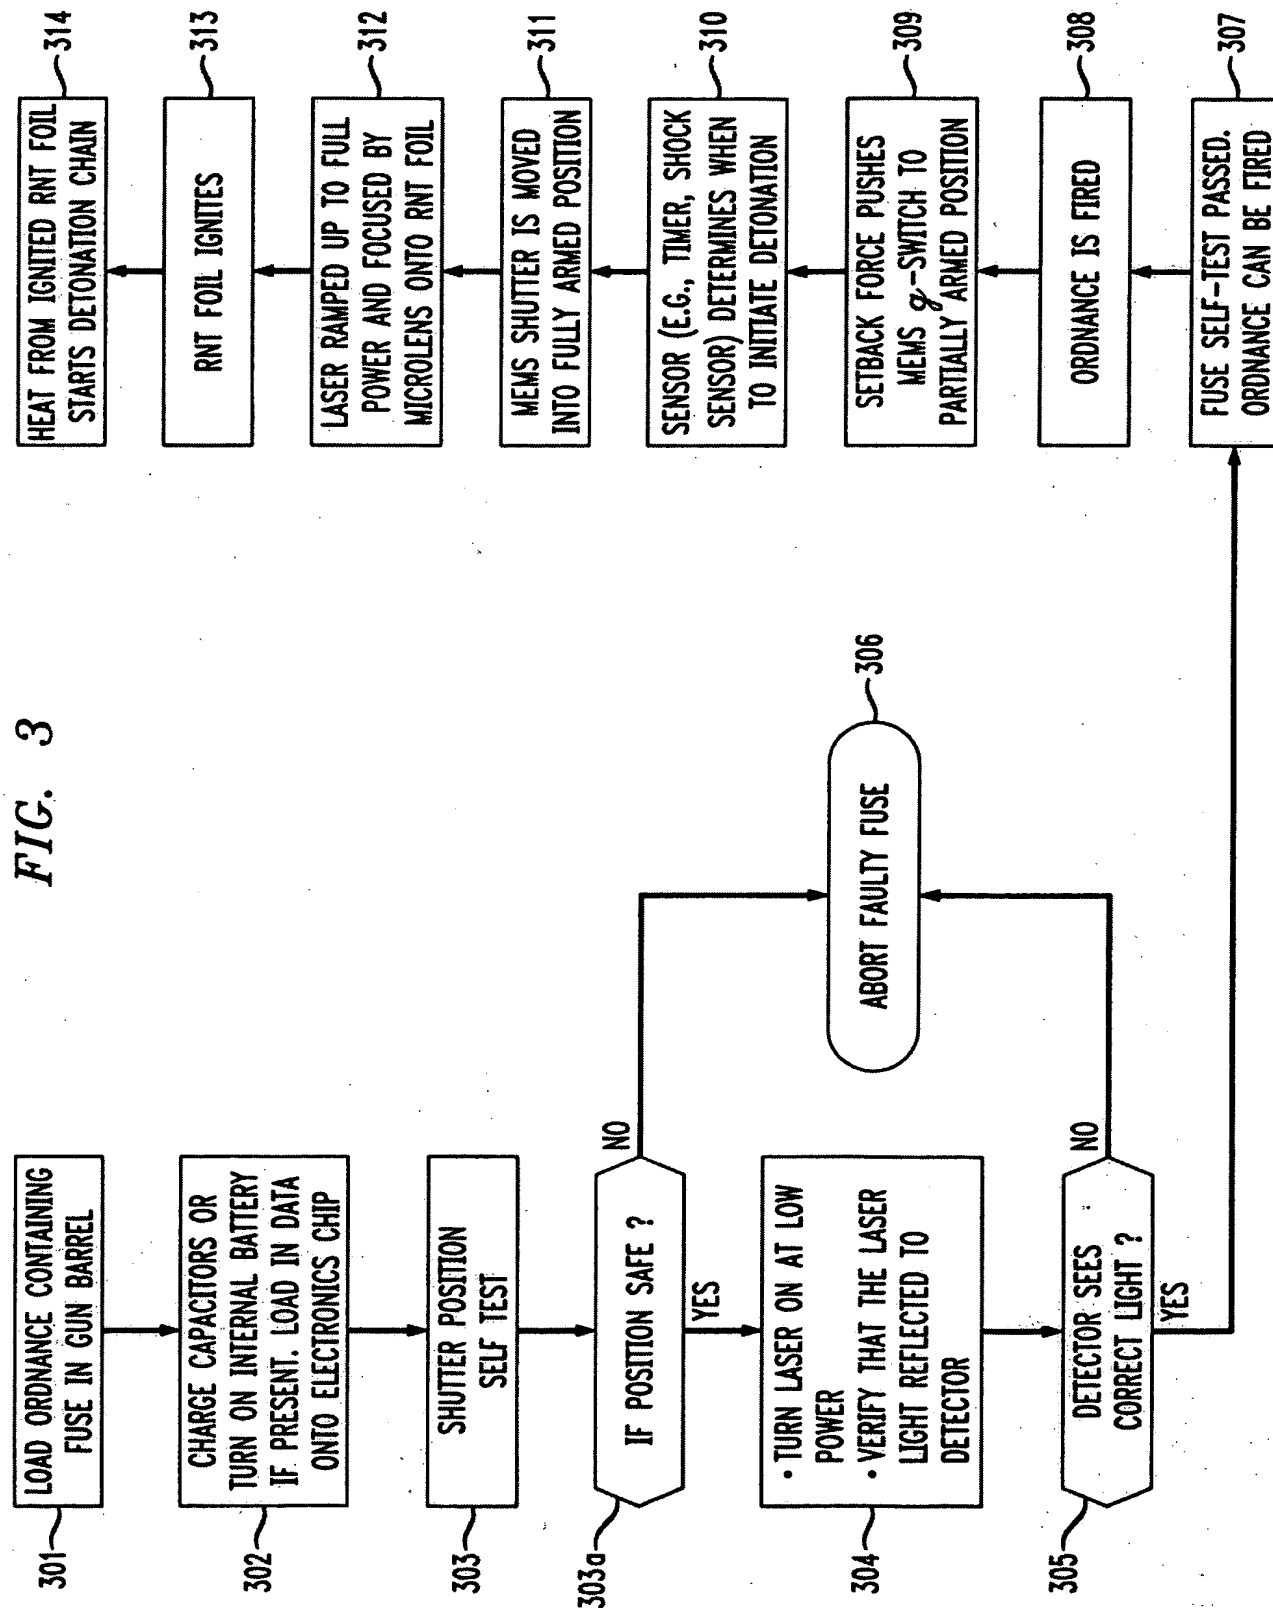 FIG. 3
301
LOAD ORDNANCE CONTAINING
FUSE IN GUN BARREL
302
CHARGE CAPACITORS OR
TURN ON INTERNAL BATTERY
IF PRESENT. LOAD IN DATA
ONTO ELECTRONICS CHIP
303
SHUTTER POSITION
SELF TEST
303a
IF POSITION SAFE ?
NO
YES
304
• TURN LASER ON AT LOW
POWER
• VERIFY THAT THE LASER
LIGHT REFLECTED TO
DETECTOR
305
DETECTOR SEES
CORRECT LIGHT ?
NO
YES
ABORT FAULTY FUSE
306
HEAT FROM IGNITED RNT FOIL
STARTS DETONATION CHAIN
314
RNT FOIL IGNITES
313
LASER RAMPED UP TO FULL
POWER AND FOCUSED BY
MICROLENS ONTO RNT FOIL
312
MEMS SHUTTER IS MOVED
INTO FULLY ARMED POSITION
311
SENSOR (E.G., TIMER, SHOCK
SENSOR) DETERMINES WHEN
TO INITIATE DETONATION
310
SETBACK FORCE PUSHES
MEMS g-SWITCH TO
PARTIALLY ARMED POSITION
309
ORDNANCE IS FIRED
308
FUSE SELF-TEST PASSED.
ORDNANCE CAN BE FIRED
307